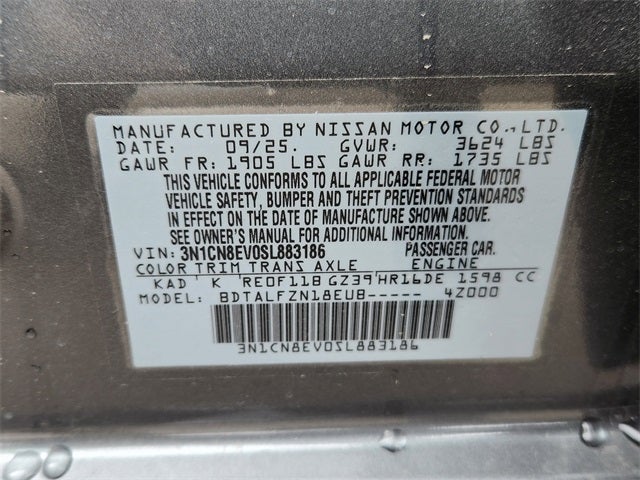 MANUFACTURED BY NISSAN MOTOR CO.,LTD.
DATE: 09/25. GVWR: 3624 LBS
GAWR FR: 1905 LBS GAWR RR: 1735 LBS
THIS VEHICLE CONFORMS TO ALL APPLICABLE FEDERAL MOTOR
VEHICLE SAFETY, BUMPER AND THEFT PREVENTION STANDARDS
IN EFFECT ON THE DATE OF MANUFACTURE SHOWN ABOVE.
SEE OWNER'S MANUAL FOR ADDITIONAL INFORMATION.
VIN: 3N1CN8EV0SL883186 PASSENGER CAR.
COLOR TRIM TRANS AXLE ENGINE
KAD K RE0F11B GZ39 HR16DE 1598 CC
MODEL: BDTALFZN18EUB----- 4Z000
3N1CN8EV0SL883186